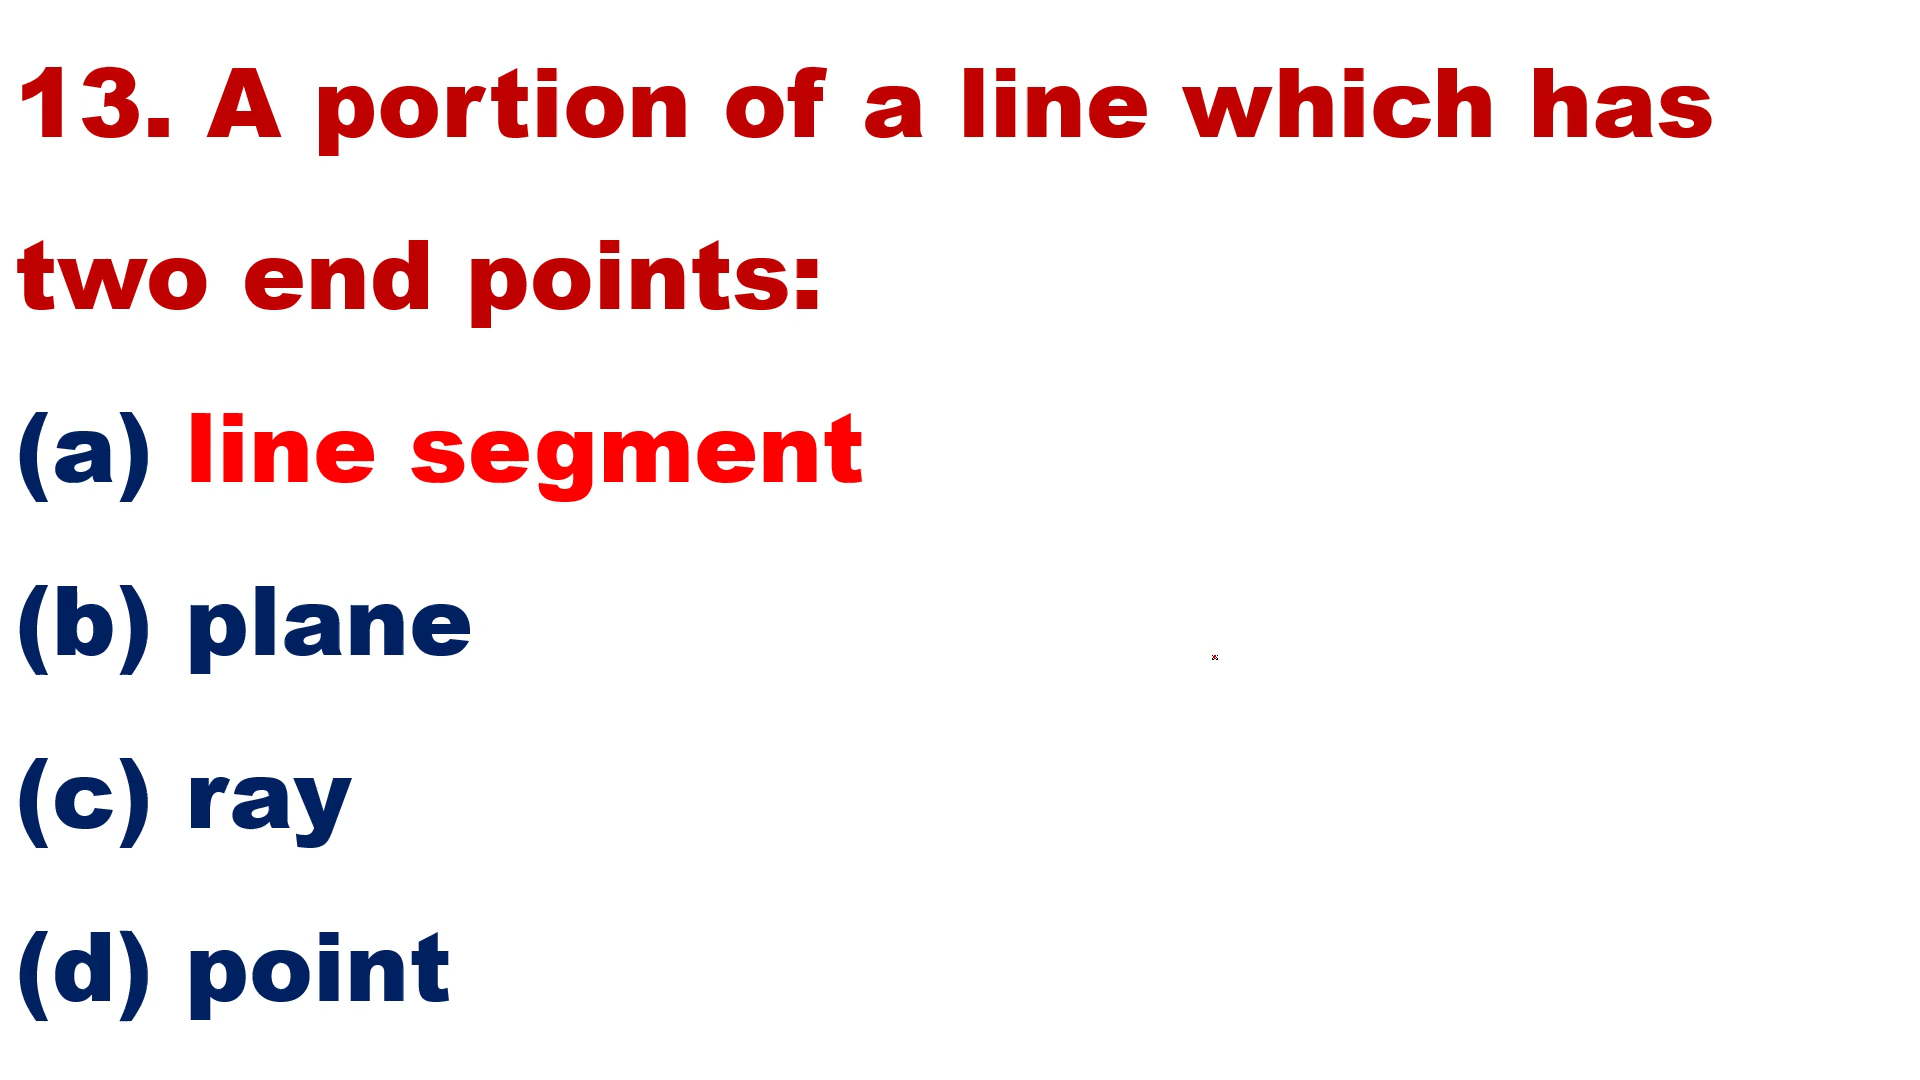 13. A portion of a line which has
two end points:
(a) line segment
(b) plane
(c) ray
(d) point